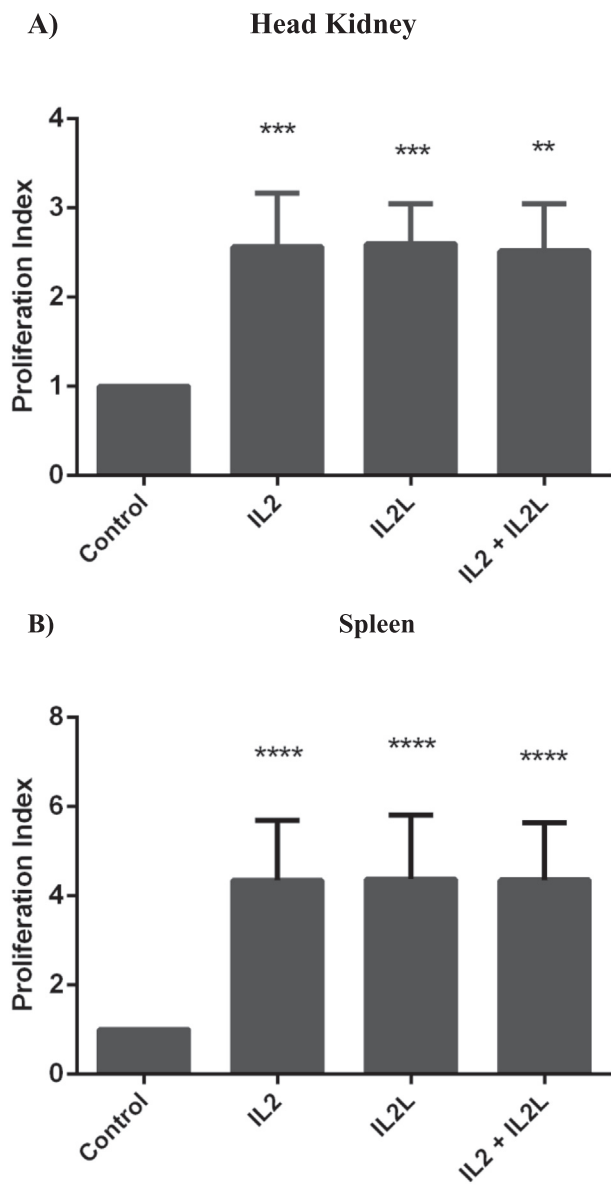 A) Head Kidney
4
3
2
1
0
Proliferation Index
***
***
**
Control
IL2
IL2L
IL2 + IL2L
B) Spleen
8
6
4
2
0
Proliferation Index
****
****
****
Control
IL2
IL2L
IL2 + IL2L